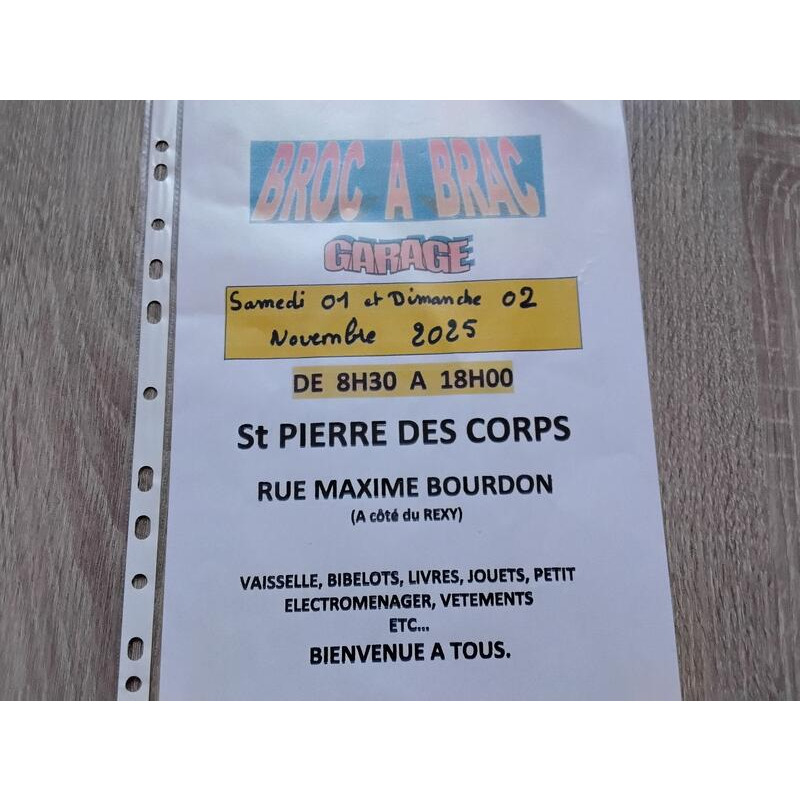 BROC A BRAC
GARAGE
Samedi 01 et Dimanche 02
Novembre 2025
DE 8H30 A 18H00
St PIERRE DES CORPS
RUE MAXIME BOURDON
(A côté du REXY)
VAISSELLE, BIBELOTS, LIVRES, JOUETS, PETIT
ELECTROMENAGER, VETEMENTS
ETC...
BIENVENUE A TOUS.